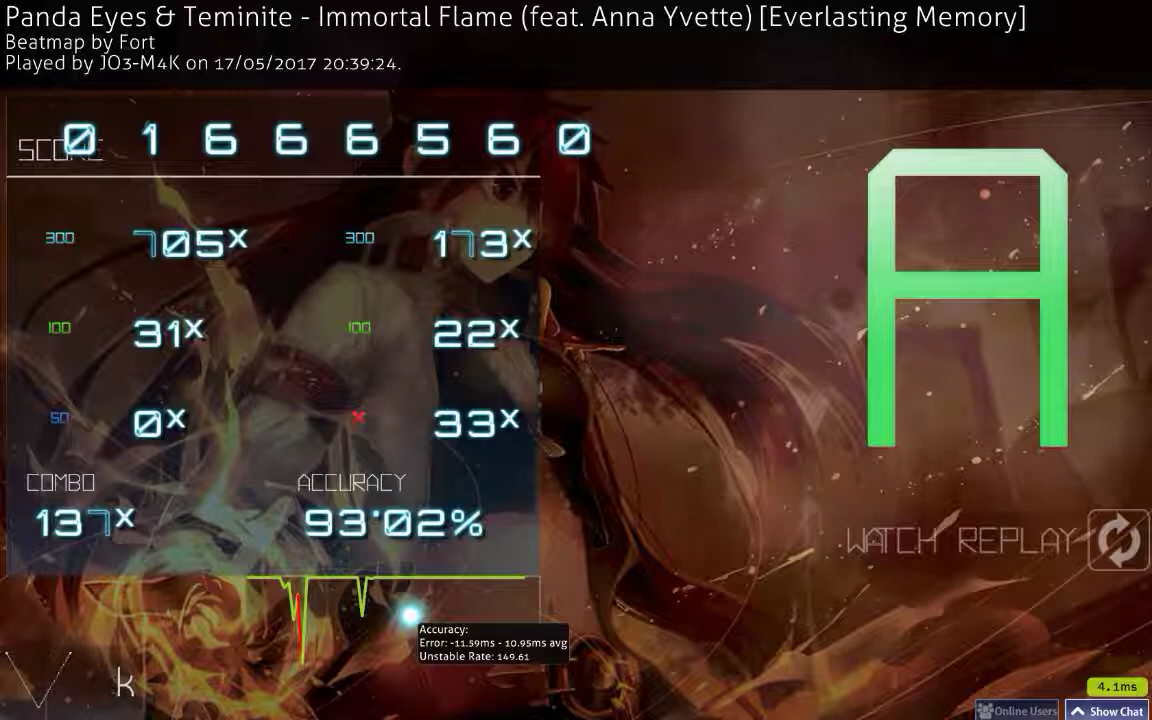 Panda Eyes & Teminite - Immortal Flame (feat. Anna Yvette) [Everlasting Memory]
Beatmap by Fort
Played by JO3-M4K on 17/05/2017 20:39:24.
SCORE 01666560
300 705x 300 173x
100 31x 100 22x
50 0x X 33x
COMBO ACCURACY
137x 93.02%
WATCH REPLAY
Accuracy:
Error: -11.59ms - 10.95ms avg
Unstable Rate: 149.61
k
4.1ms
Online Users Show Chat